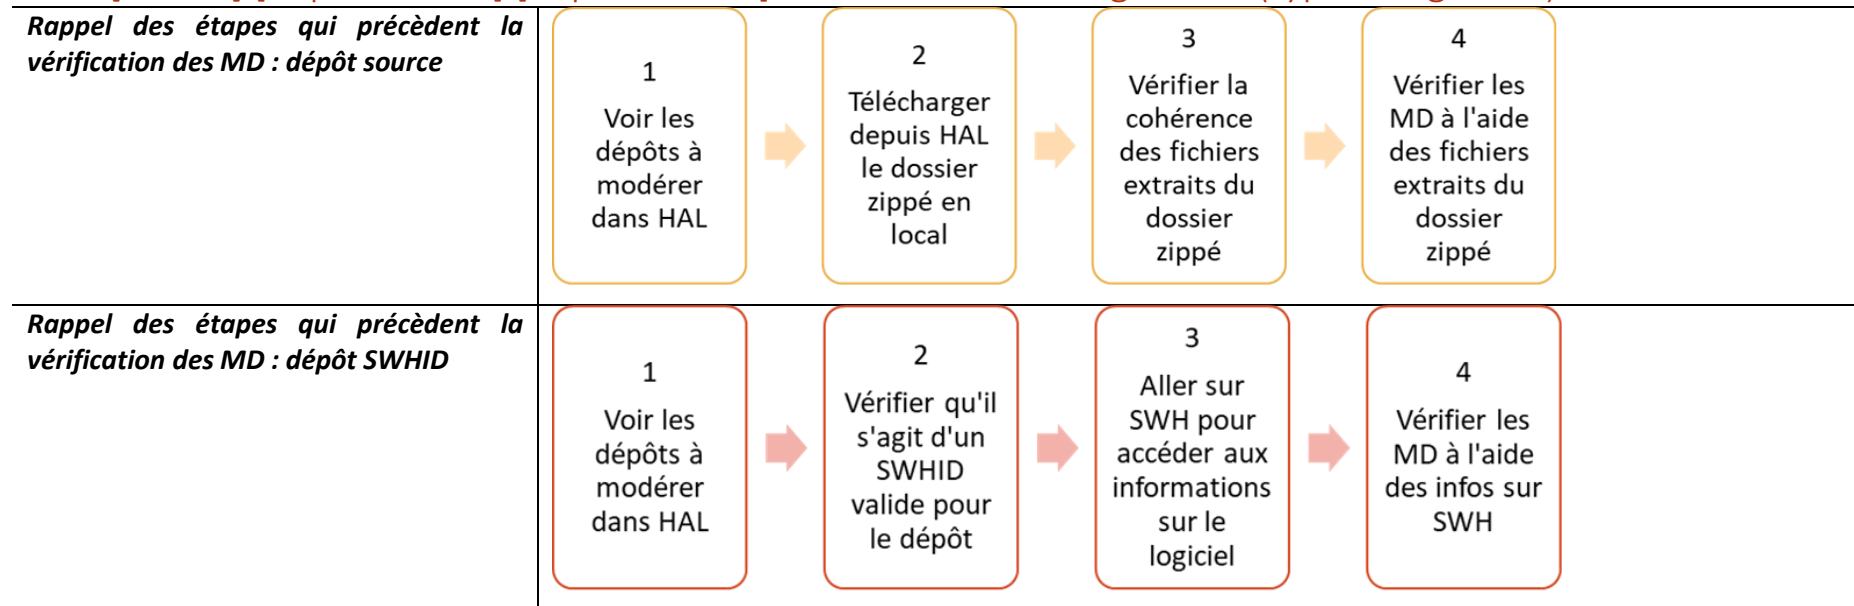 Rappel des étapes qui précèdent la
vérification des MD : dépôt source
1
Voir les
dépôts à
modérer
dans HAL
2
Télécharger
depuis HAL
le dossier
zippé en
local
3
Vérifier la
cohérence
des fichiers
extraits du
dossier
zippé
4
Vérifier les
MD à l'aide
des fichiers
extraits du
dossier
zippé
Rappel des étapes qui précèdent la
vérification des MD : dépôt SWHID
1
Voir les
dépôts à
modérer
dans HAL
2
Vérifier qu'il
s'agit d'un
SWHID
valide pour
le dépôt
3
Aller sur
SWH pour
accéder aux
informations
sur le
logiciel
4
Vérifier les
MD à l'aide
des infos sur
SWH